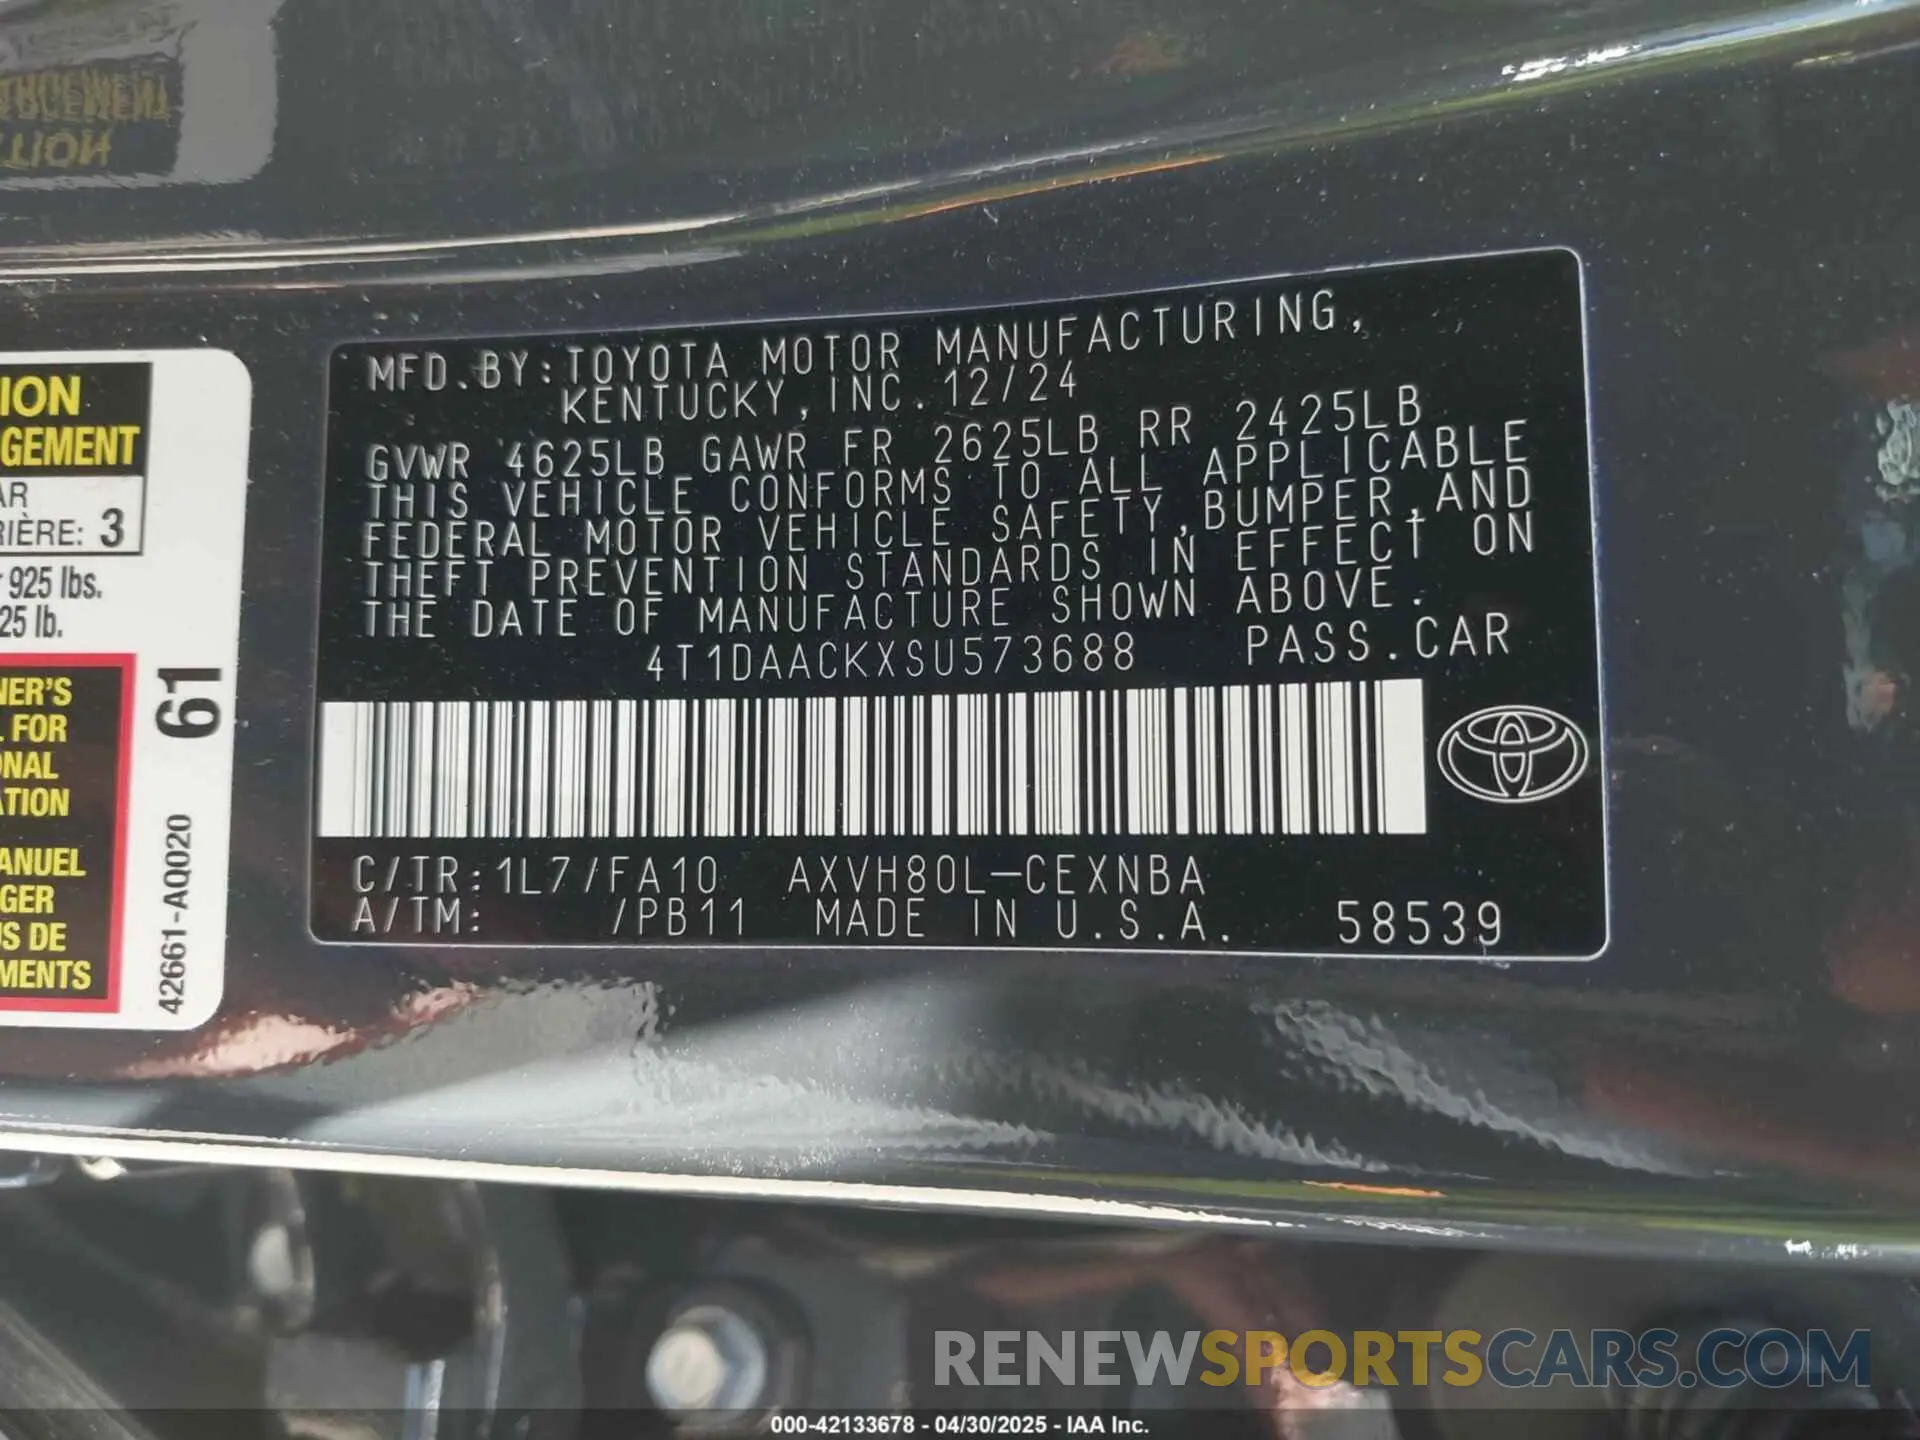 ION
GEMENT
AR
RIÈRE: 3
925 lbs.
25 lb.
NER'S
L FOR
ONAL
ATION
ANUEL
GER
US DE
MENTS
61
42661-AQ020
MFD.BY:TOYOTA MOTOR MANUFACTURING,
KENTUCKY,INC. 12/24
GVWR 4625LB GAWR FR 2625LB RR 2425LB
THIS VEHICLE CONFORMS TO ALL APPLICABLE
FEDERAL MOTOR VEHICLE SAFETY,BUMPER,AND
THEFT PREVENTION STANDARDS IN EFFECT ON
THE DATE OF MANUFACTURE SHOWN ABOVE.
4T1DAACKXSU573688 PASS.CAR
C/TR:1L7/FA10 AXVH80L-CEXNBA
A/TM: /PB11 MADE IN U.S.A. 58539
RENEWSPORTSCARS.COM
000-42133678 - 04/30/2025 - IAA Inc.